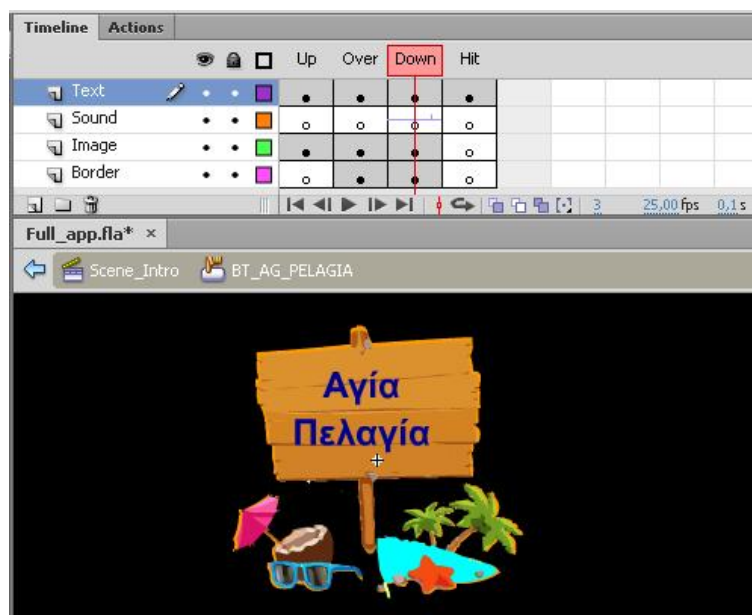 Timeline Actions
Up Over Down Hit
Text
Sound
Image
Border
3 25,00 fps 0,1 s
Full_app.fla* ×
Scene_Intro BT_AG_PELAGIA
Αγία
Πελαγία